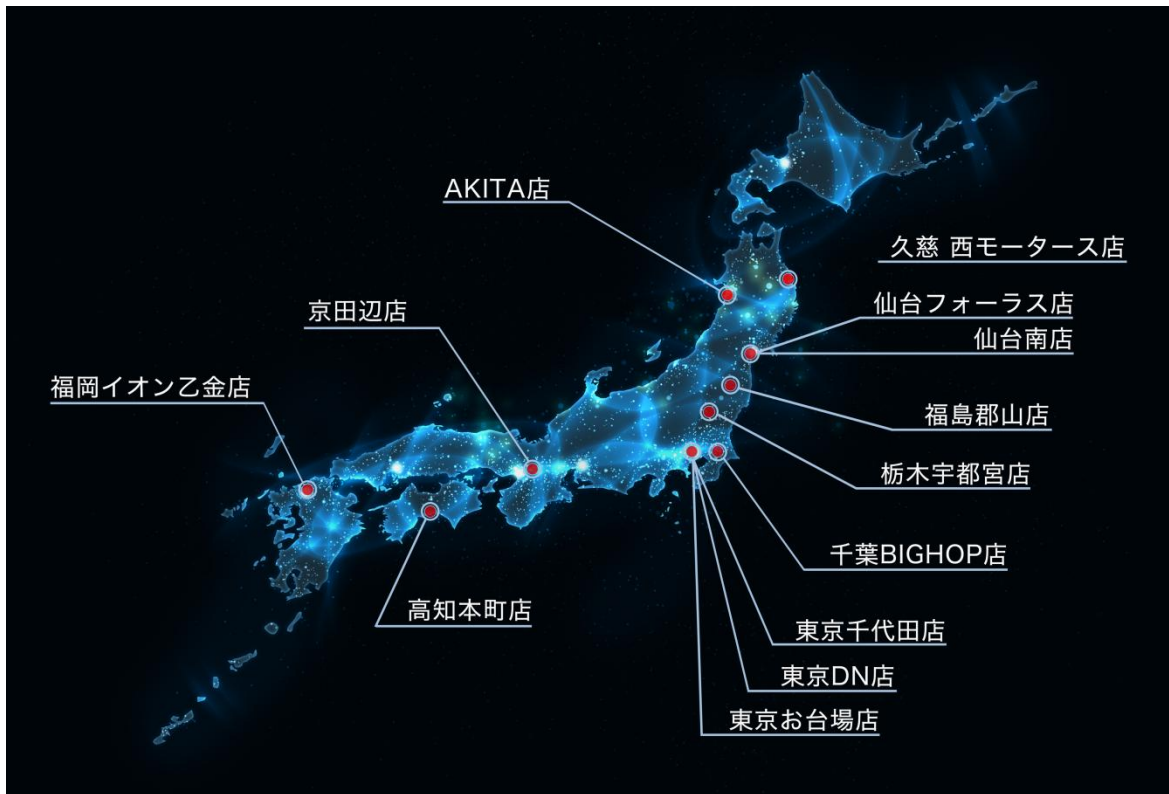 AKITA店
久慈 西モータース店
仙台フォーラス店
京田辺店
仙台南店
福岡イオン乙金店
福島郡山店
栃木宇都宮店
千葉BIGHOP店
高知本町店
東京千代田店
東京DN店
東京お台場店